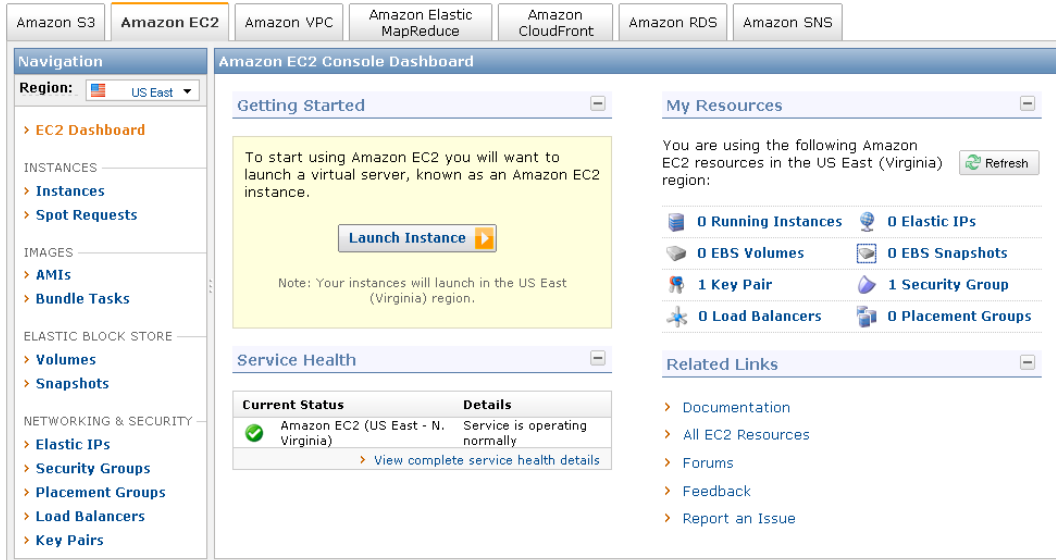 Amazon S3
Amazon EC2
Amazon VPC
Amazon Elastic
MapReduce
Amazon
CloudFront
Amazon RDS
Amazon SNS
Navigation
Region:
US East
EC2 Dashboard
INSTANCES
Instances
Spot Requests
IMAGES
AMIs
Bundle Tasks
ELASTIC BLOCK STORE
Volumes
Snapshots
NETWORKING & SECURITY
Elastic IPs
Security Groups
Placement Groups
Load Balancers
Key Pairs
Amazon EC2 Console Dashboard
Getting Started
To start using Amazon EC2 you will want to
launch a virtual server, known as an Amazon EC2
instance.
Launch Instance
Note: Your instances will launch in the US East
(Virginia) region.
Service Health
Current Status
Details
Amazon EC2 (US East - N.
Virginia)
Service is operating
normally
View complete service health details
My Resources
You are using the following Amazon
EC2 resources in the US East (Virginia)
region:
Refresh
0 Running Instances
0 Elastic IPs
0 EBS Volumes
0 EBS Snapshots
1 Key Pair
1 Security Group
0 Load Balancers
0 Placement Groups
Related Links
Documentation
All EC2 Resources
Forums
Feedback
Report an Issue